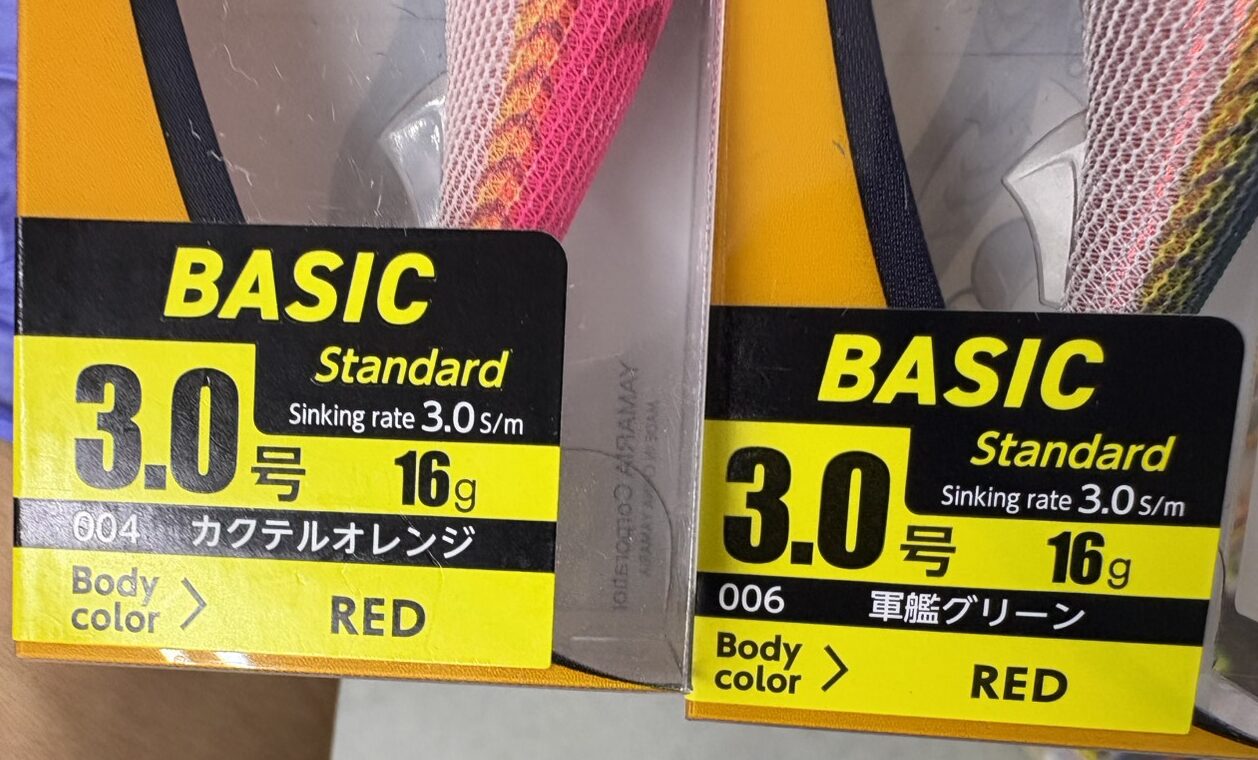 BASIC
Standard
Sinking rate 3.0 S/m
3.0号 16g
004 カクテルオレンジ
Body color > RED
BASIC
Standard
Sinking rate 3.0 S/m
3.0号 16g
006 軍艦グリーン
Body color > RED